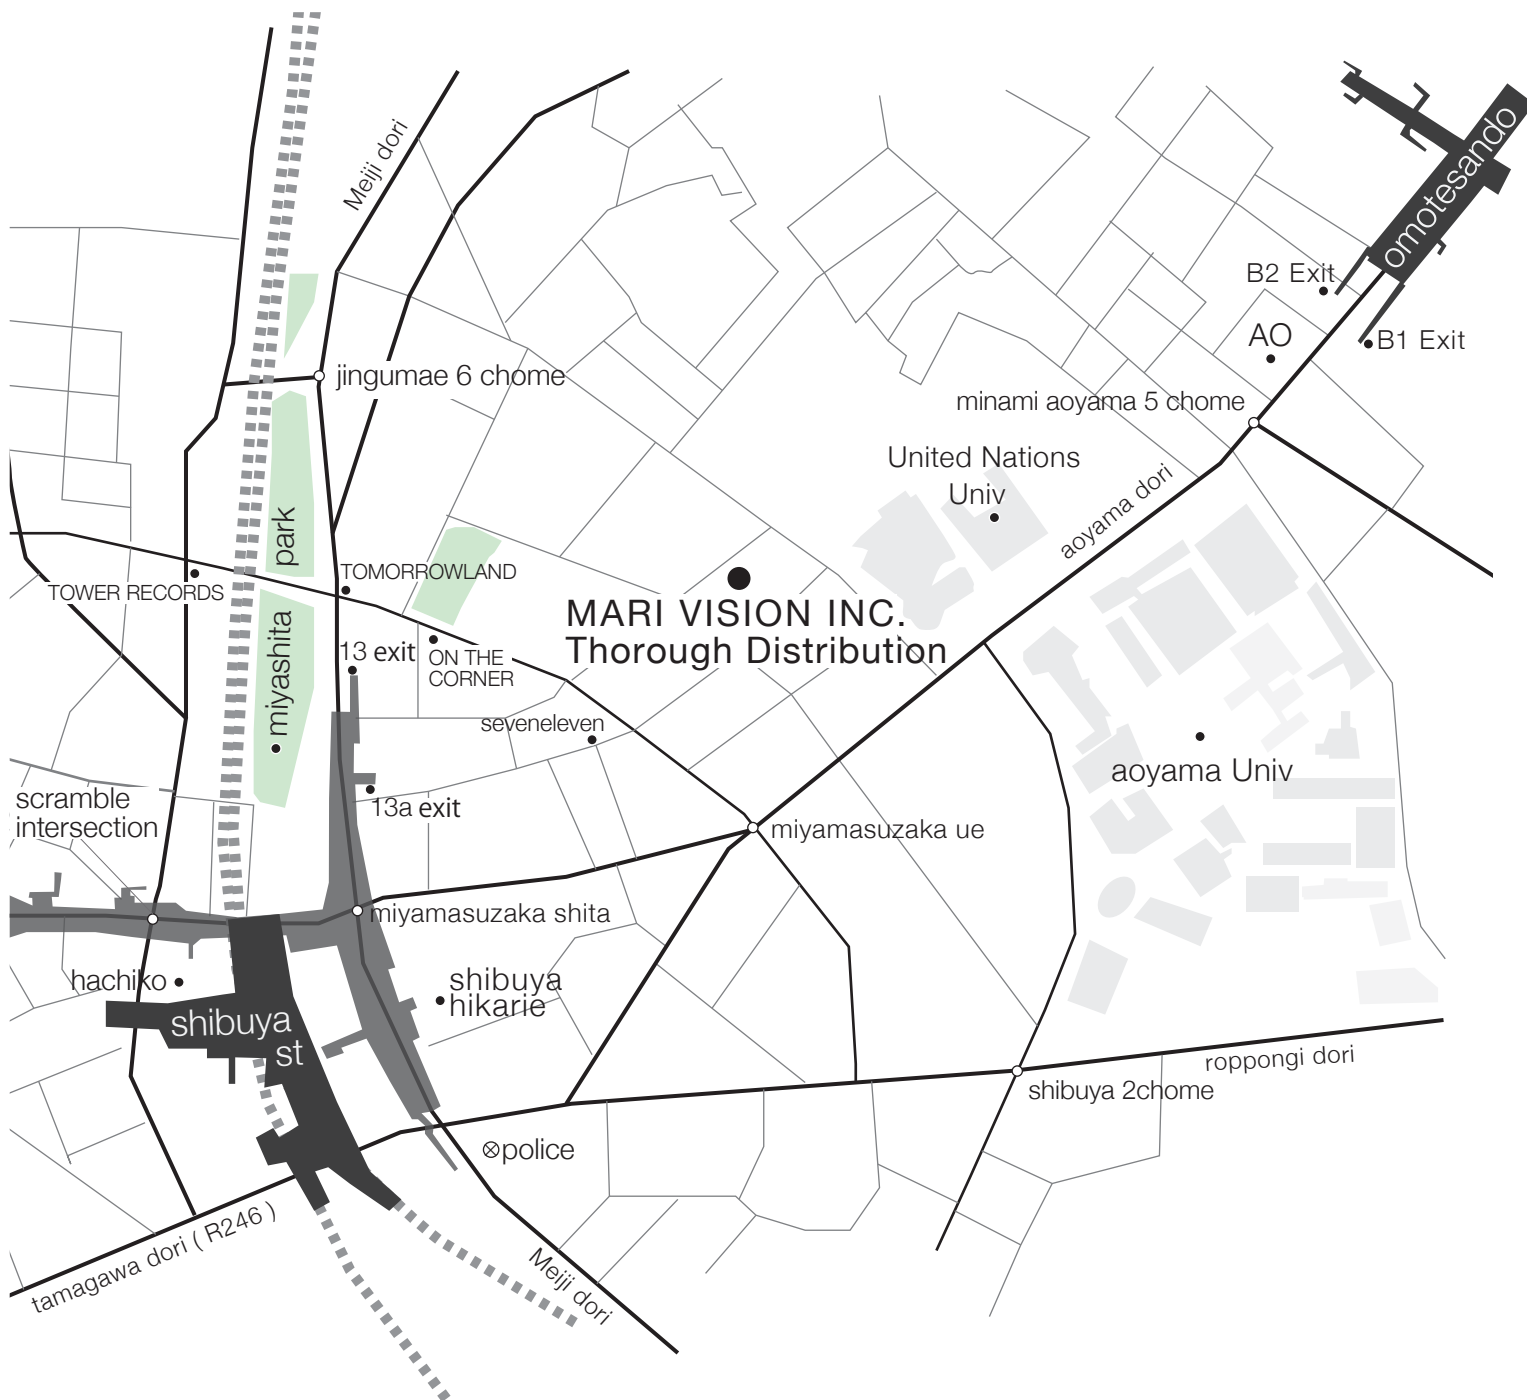 omotesando
Meiji dori
B2 Exit
AO
B1 Exit
jingumae 6 chome
minami aoyama 5 chome
United Nations
Univ
aoyama dori
park
TOMORROWLAND
TOWER RECORDS
MARI VISION INC.
Thorough Distribution
miyashita
13 exit
ON THE
CORNER
seveneleven
aoyama Univ
scramble
intersection
13a exit
miyamasuzaka ue
miyamasuzaka shita
hachiko
shibuya
hikarie
shibuya
st
roppongi dori
shibuya 2chome
police
tamagawa dori ( R246 )
Meiji dori